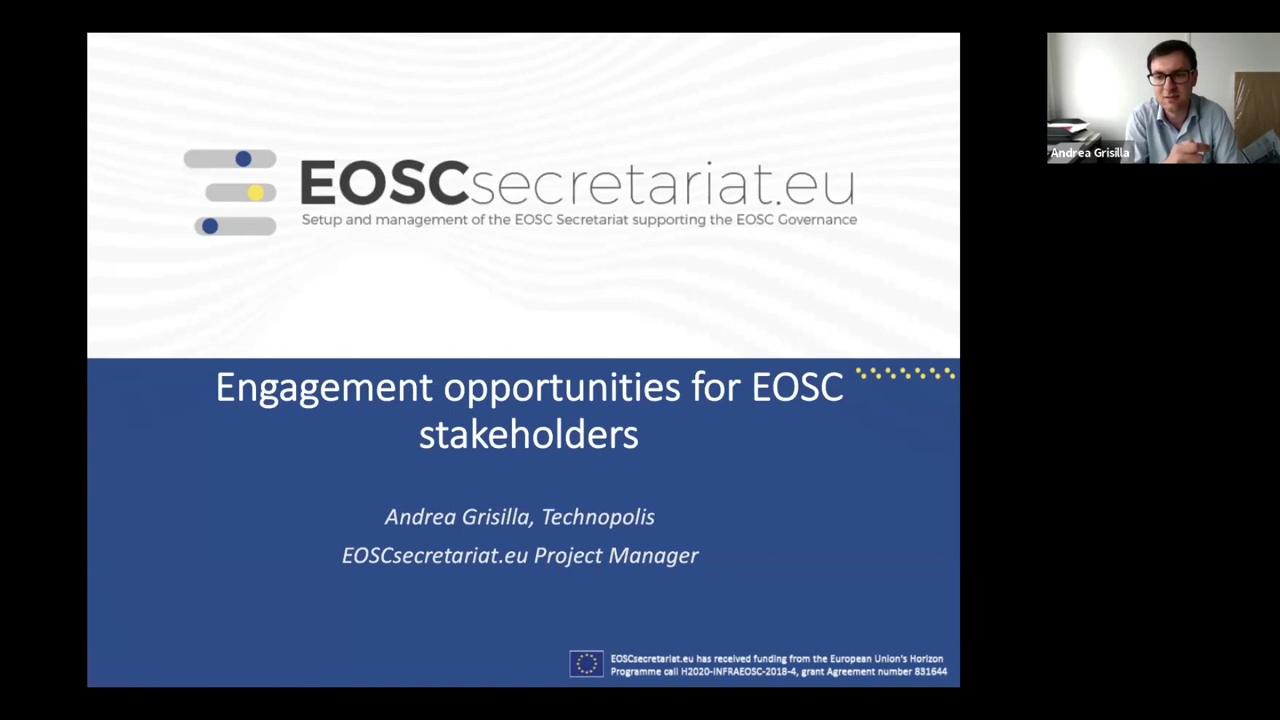 EOSCsecretariat.eu
Setup and management of the EOSC Secretariat supporting the EOSC Governance
Andrea Grisilla
Engagement opportunities for EOSC
stakeholders
Andrea Grisilla, Technopolis
EOSCsecretariat.eu Project Manager
EOSCsecretariat.eu has received funding from the European Union's Horizon
Programme call H2020-INFRAEOSC-2018-4, grant Agreement number 831644